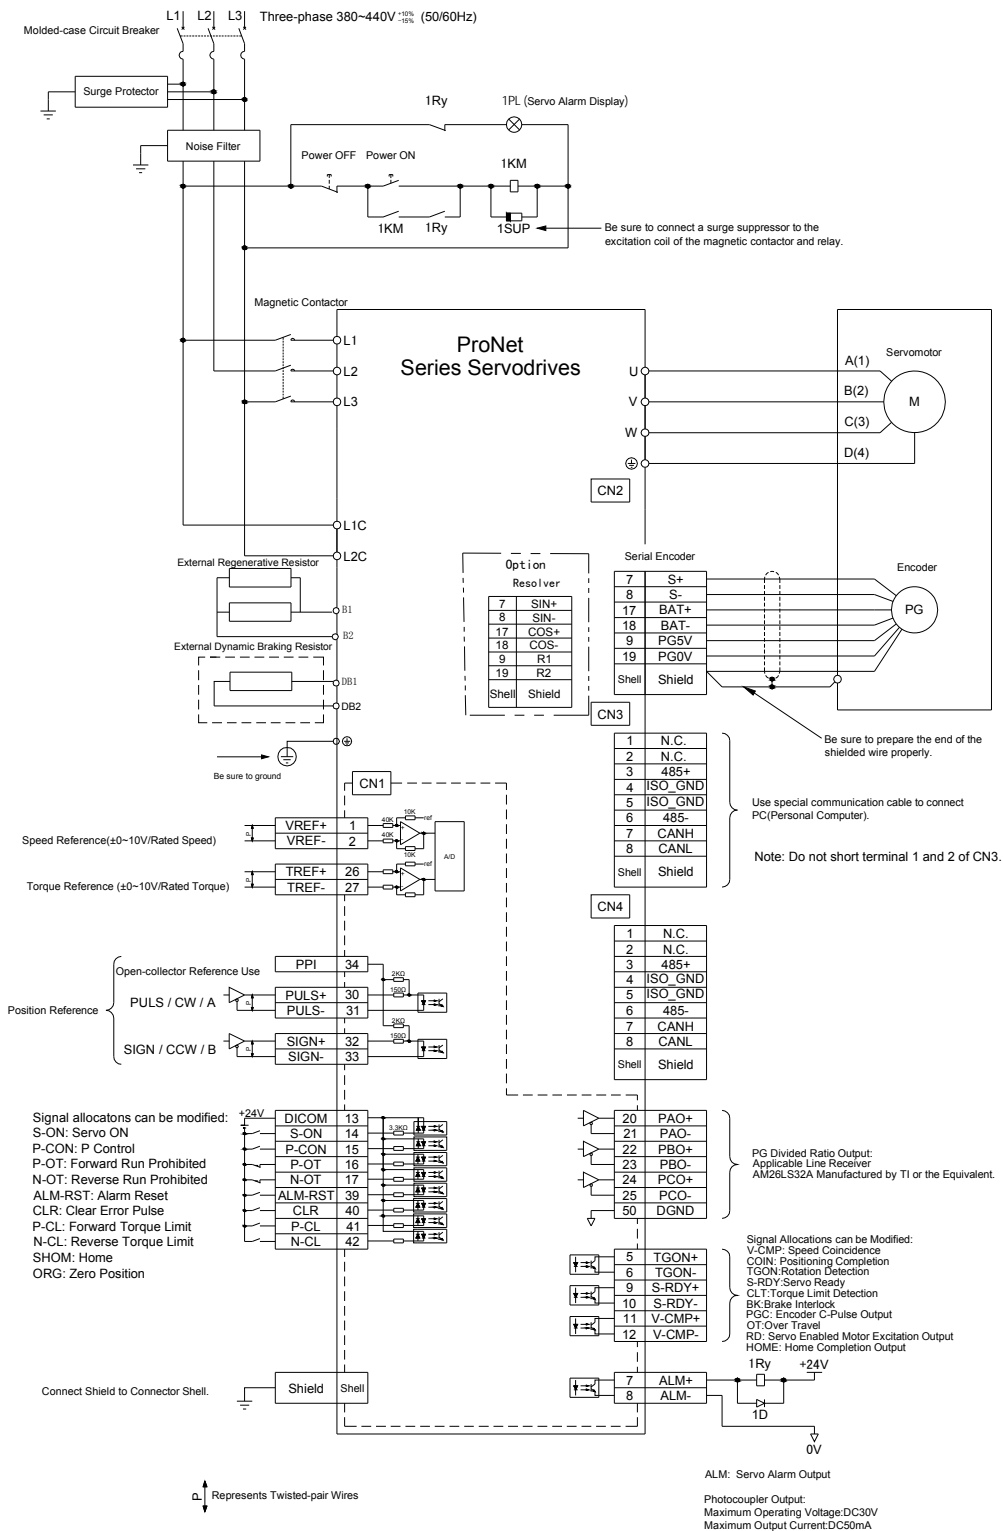 L1 L2 L3 Three-phase 380~440V +10% -15% (50/60Hz)
Molded-case Circuit Breaker
Surge Protector
Noise Filter
1Ry 1PL (Servo Alarm Display)
Power OFF Power ON
1KM
1KM 1Ry 1SUP
Be sure to connect a surge suppressor to the
excitation coil of the magnetic contactor and relay.
Magnetic Contactor
ProNet
Series Servodrives
L1
L2
L3
U
V
W
A(1)
B(2)
C(3)
D(4)
Servomotor
M
CN2
L1C
L2C
External Regenerative Resistor
B1
B2
External Dynamic Braking Resistor
DB1
DB2
Be sure to ground
Option
Resolver
7 SIN+
8 SIN-
17 COS+
18 COS-
9 R1
19 R2
Shell Shield
Serial Encoder
7 S+
8 S-
17 BAT+
18 BAT-
9 PG5V
19 PG0V
Shell Shield
Encoder
PG
Be sure to prepare the end of the
shielded wire properly.
CN3
1 N.C.
2 N.C.
3 485+
4 ISO_GND
5 ISO_GND
6 485-
7 CANH
8 CANL
Shell Shield
Use special communication cable to connect
PC(Personal Computer).
Note: Do not short terminal 1 and 2 of CN3.
CN4
1 N.C.
2 N.C.
3 485+
4 ISO_GND
5 ISO_GND
6 485-
7 CANH
8 CANL
Shell Shield
CN1
Speed Reference(±0~10V/Rated Speed)
P
VREF+ 1
VREF- 2
40K
40K
10K
ref
10K
ref
A/D
Torque Reference (±0~10V/Rated Torque)
P
TREF+ 26
TREF- 27
Open-collector Reference Use
PPI 34
Position Reference
PULS / CW / A
P
PULS+ 30
PULS- 31
2KΩ
150Ω
SIGN / CCW / B
P
SIGN+ 32
SIGN- 33
2KΩ
150Ω
Signal allocatons can be modified:
S-ON: Servo ON
P-CON: P Control
P-OT: Forward Run Prohibited
N-OT: Reverse Run Prohibited
ALM-RST: Alarm Reset
CLR: Clear Error Pulse
P-CL: Forward Torque Limit
N-CL: Reverse Torque Limit
SHOM: Home
ORG: Zero Position
+24V
DICOM 13
S-ON 14
P-CON 15
P-OT 16
N-OT 17
ALM-RST 39
CLR 40
P-CL 41
N-CL 42
3.3KΩ
20 PAO+
21 PAO-
22 PBO+
23 PBO-
24 PCO+
25 PCO-
50 DGND
PG Divided Ratio Output:
Applicable Line Receiver
AM26LS32A Manufactured by TI or the Equivalent.
5 TGON+
6 TGON-
9 S-RDY+
10 S-RDY-
11 V-CMP+
12 V-CMP-
Signal Allocations can be Modified:
V-CMP: Speed Coincidence
COIN: Positioning Completion
TGON:Rotation Detection
S-RDY:Servo Ready
CLT:Torque Limit Detection
BK:Brake Interlock
PGC: Encoder C-Pulse Output
OT:Over Travel
RD: Servo Enabled Motor Excitation Output
HOME: Home Completion Output
Connect Shield to Connector Shell.
Shield Shell
7 ALM+
8 ALM-
1Ry +24V
1D
0V
ALM: Servo Alarm Output
P Represents Twisted-pair Wires
Photocoupler Output:
Maximum Operating Voltage:DC30V
Maximum Output Current:DC50mA